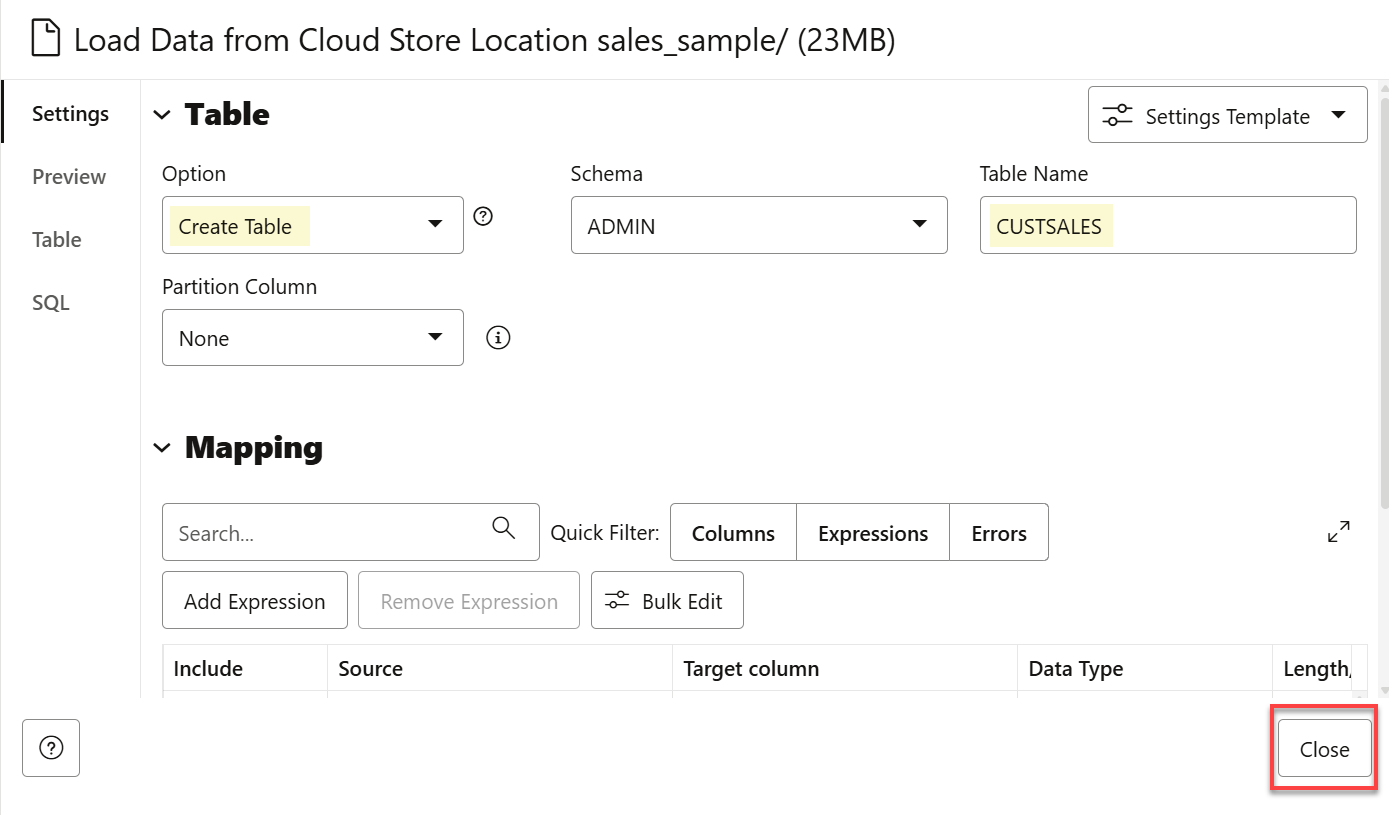 Load Data from Cloud Store Location sales_sample/ (23MB)
Settings
Preview
Table
SQL
Table
Settings Template
Option
Schema
Table Name
Create Table
ADMIN
CUSTSALES
Partition Column
None
Mapping
Search...
Quick Filter:
Columns
Expressions
Errors
Add Expression
Remove Expression
Bulk Edit
Include
Source
Target column
Data Type
Length/
Close